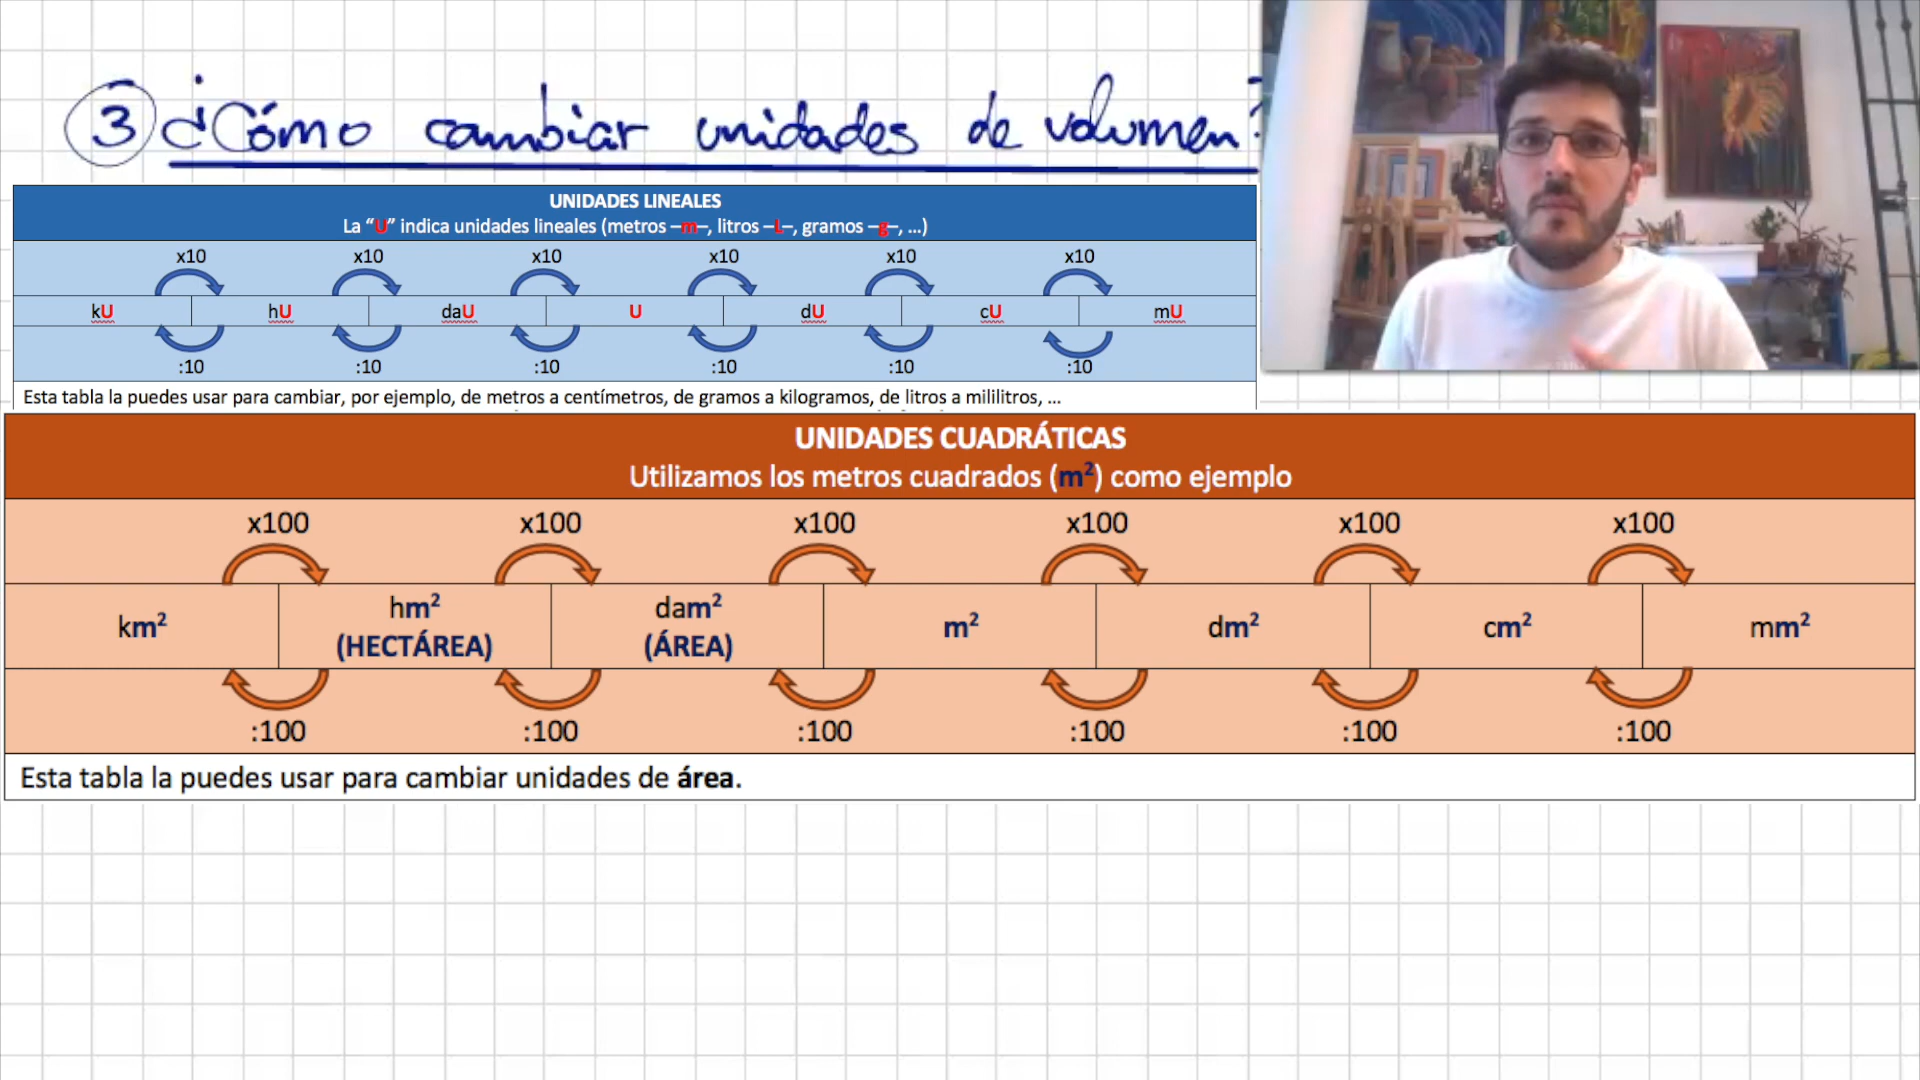 3 ¿Cómo cambiar unidades de volumen?
UNIDADES LINEALES
La “U” indica unidades lineales (metros –m–, litros –L–, gramos –g–, ...)
x10 x10 x10 x10 x10 x10
kU hU daU U dU cU mU
:10 :10 :10 :10 :10 :10
Esta tabla la puedes usar para cambiar, por ejemplo, de metros a centímetros, de gramos a kilogramos, de litros a mililitros, ...
UNIDADES CUADRÁTICAS
Utilizamos los metros cuadrados (m²) como ejemplo
x100 x100 x100 x100 x100 x100
km² hm² (HECTÁREA) dam² (ÁREA) m² dm² cm² mm²
:100 :100 :100 :100 :100 :100
Esta tabla la puedes usar para cambiar unidades de área.